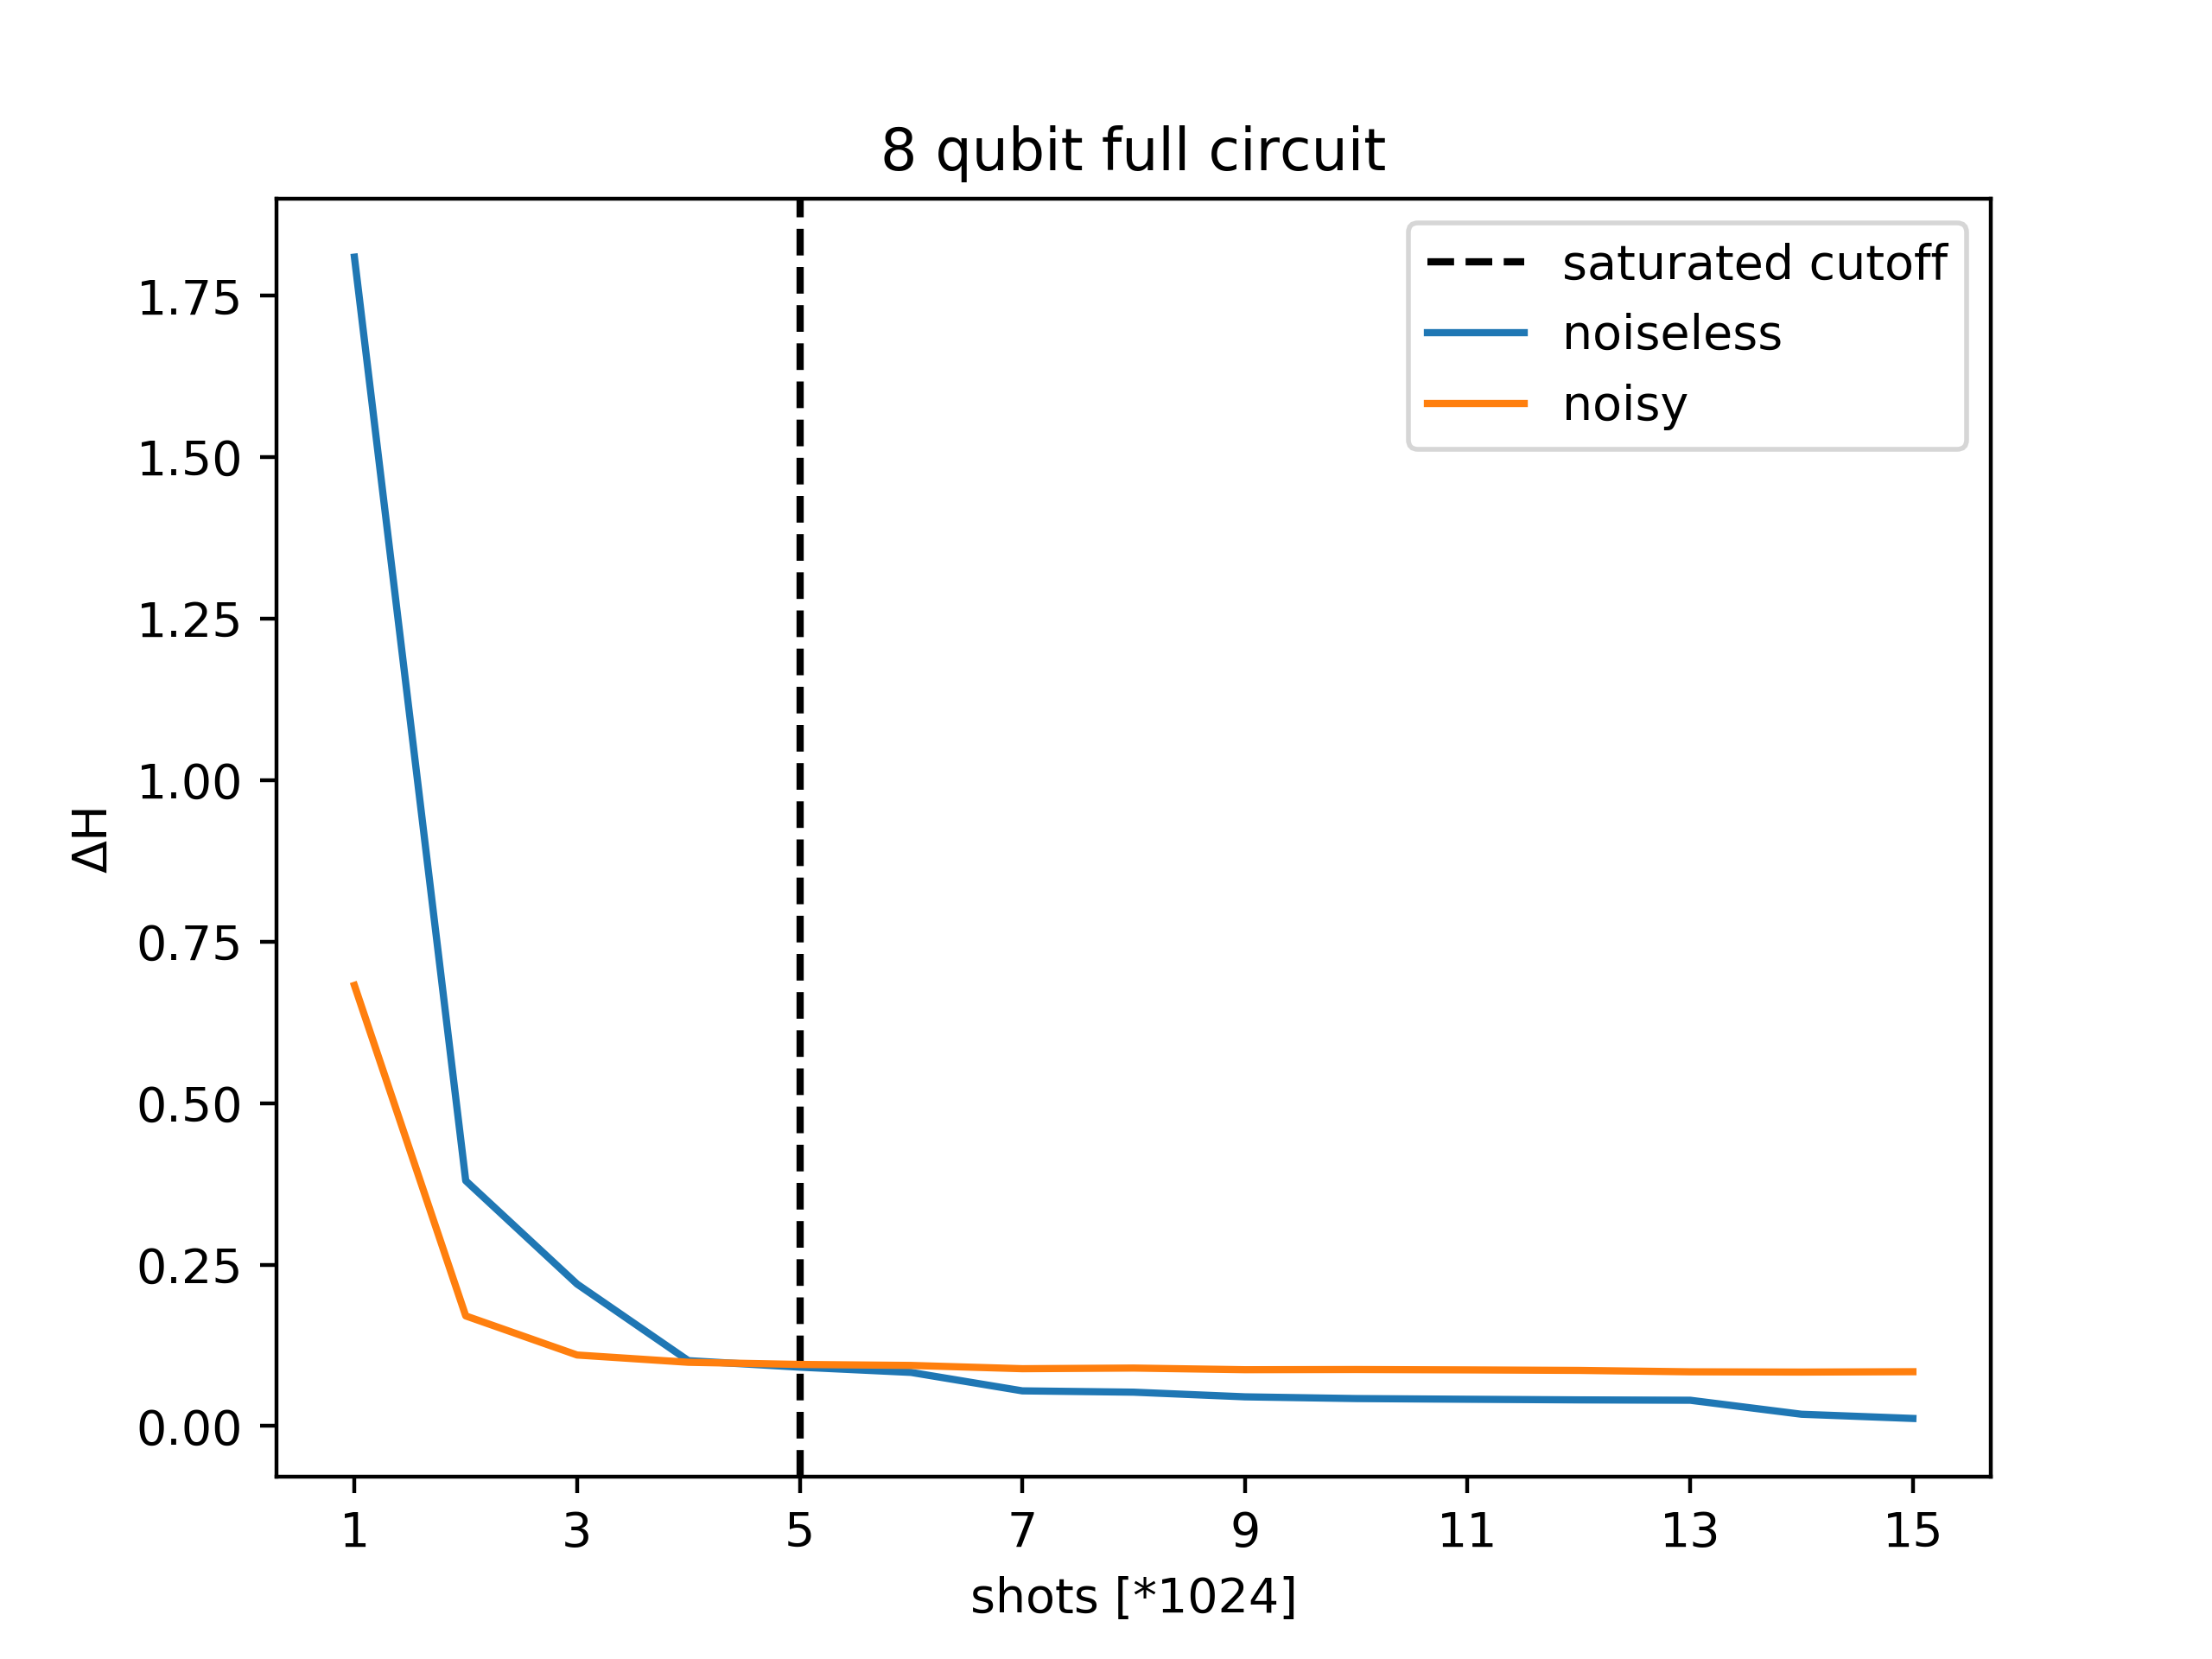 8 qubit full circuit
saturated cutoff
noiseless
noisy
1.75
1.50
1.25
1.00
0.75
0.50
0.25
0.00
ΔH
1 3 5 7 9 11 13 15
shots [*1024]